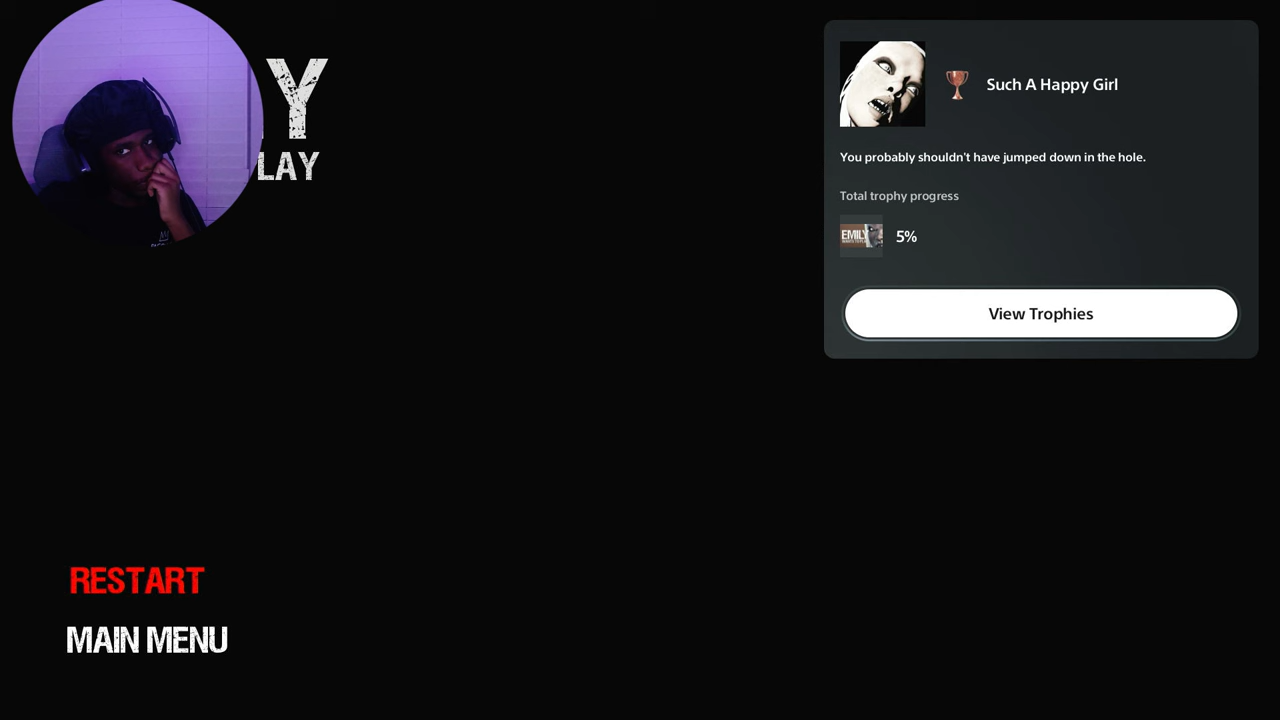 Y
LAY
Such A Happy Girl
You probably shouldn't have jumped down in the hole.
Total trophy progress
EMILY
5%
View Trophies
RESTART
MAIN MENU